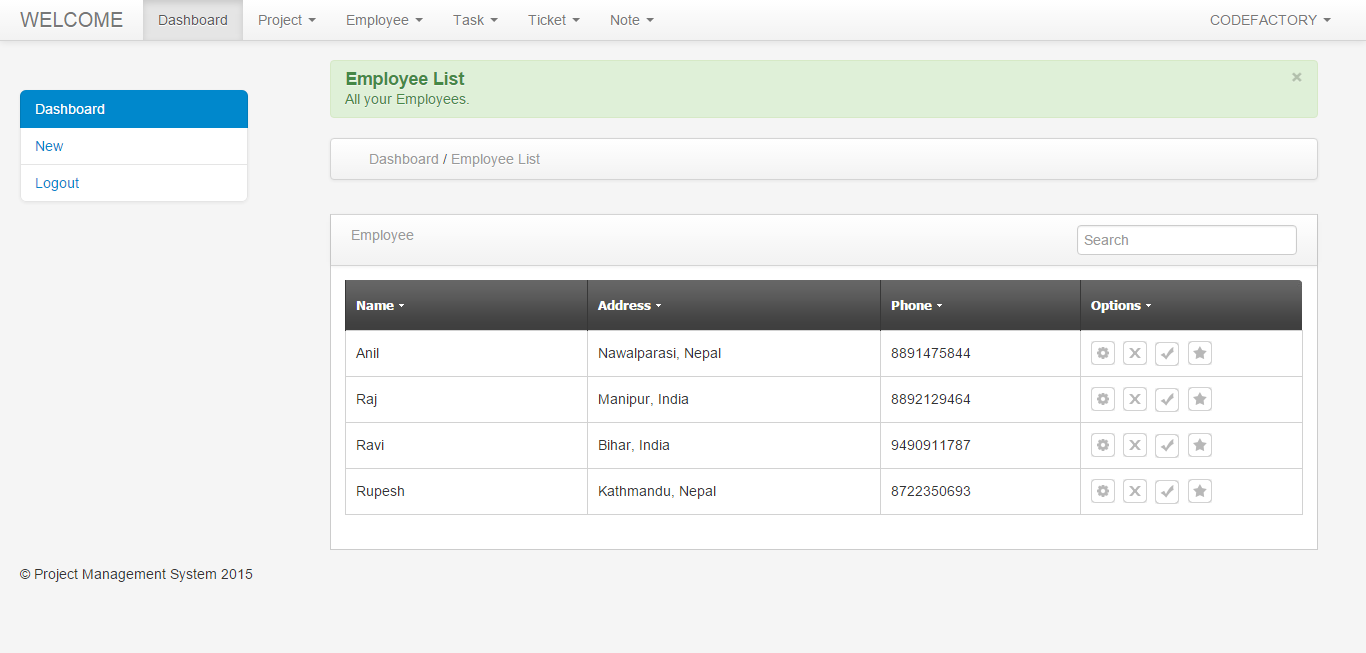 WELCOME Dashboard Project Employee Task Ticket Note CODEFACTORY
Dashboard
New
Logout
Employee List
×
All your Employees.
Dashboard / Employee List
Employee
Search
Name Address Phone Options
Anil Nawalparasi, Nepal 8891475844
Raj Manipur, India 8892129464
Ravi Bihar, India 9490911787
Rupesh Kathmandu, Nepal 8722350693
© Project Management System 2015